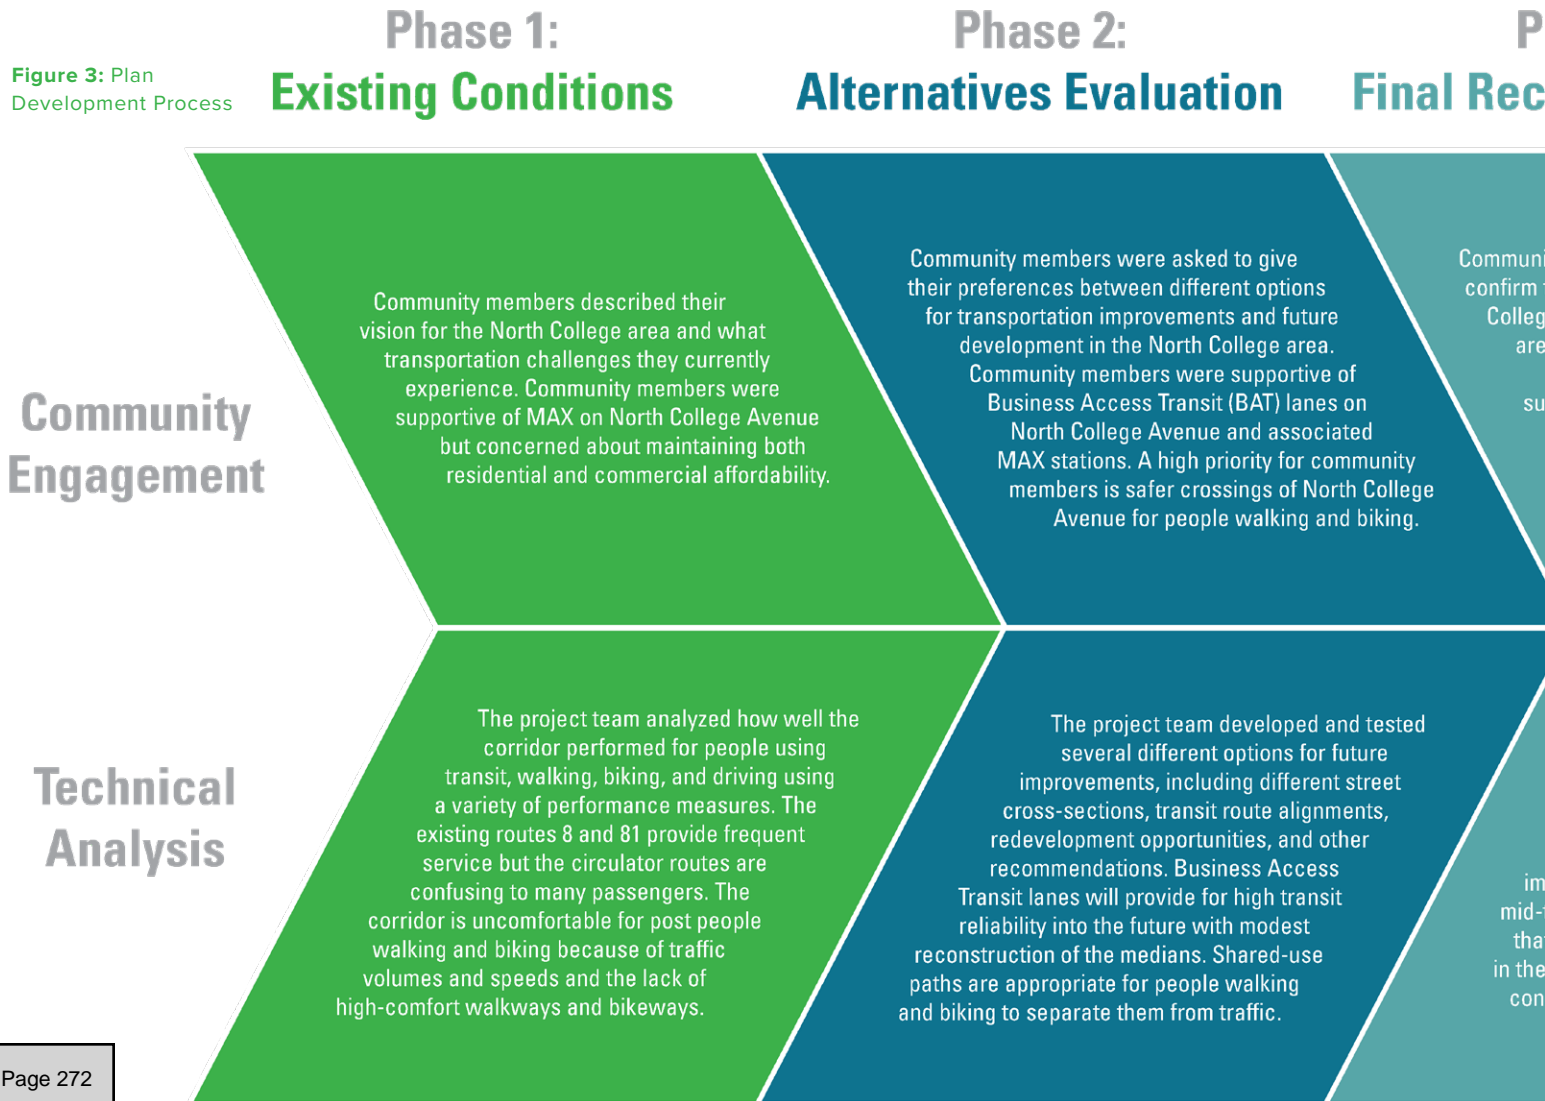 Figure 3: Plan
Development Process
Phase 1:
Existing Conditions
Phase 2:
Alternatives Evaluation
P
Final Rec
Community
Engagement
Community members described their
vision for the North College area and what
transportation challenges they currently
experience. Community members were
supportive of MAX on North College Avenue
but concerned about maintaining both
residential and commercial affordability.
Community members were asked to give
their preferences between different options
for transportation improvements and future
development in the North College area.
Community members were supportive of
Business Access Transit (BAT) lanes on
North College Avenue and associated
MAX stations. A high priority for community
members is safer crossings of North College
Avenue for people walking and biking.
Communi
confirm
Colleg
are
su
Technical
Analysis
The project team analyzed how well the
corridor performed for people using
transit, walking, biking, and driving using
a variety of performance measures. The
existing routes 8 and 81 provide frequent
service but the circulator routes are
confusing to many passengers. The
corridor is uncomfortable for post people
walking and biking because of traffic
volumes and speeds and the lack of
high-comfort walkways and bikeways.
The project team developed and tested
several different options for future
improvements, including different street
cross-sections, transit route alignments,
redevelopment opportunities, and other
recommendations. Business Access
Transit lanes will provide for high transit
reliability into the future with modest
reconstruction of the medians. Shared-use
paths are appropriate for people walking
and biking to separate them from traffic.
im
mid-
tha
in the
con
Page 272